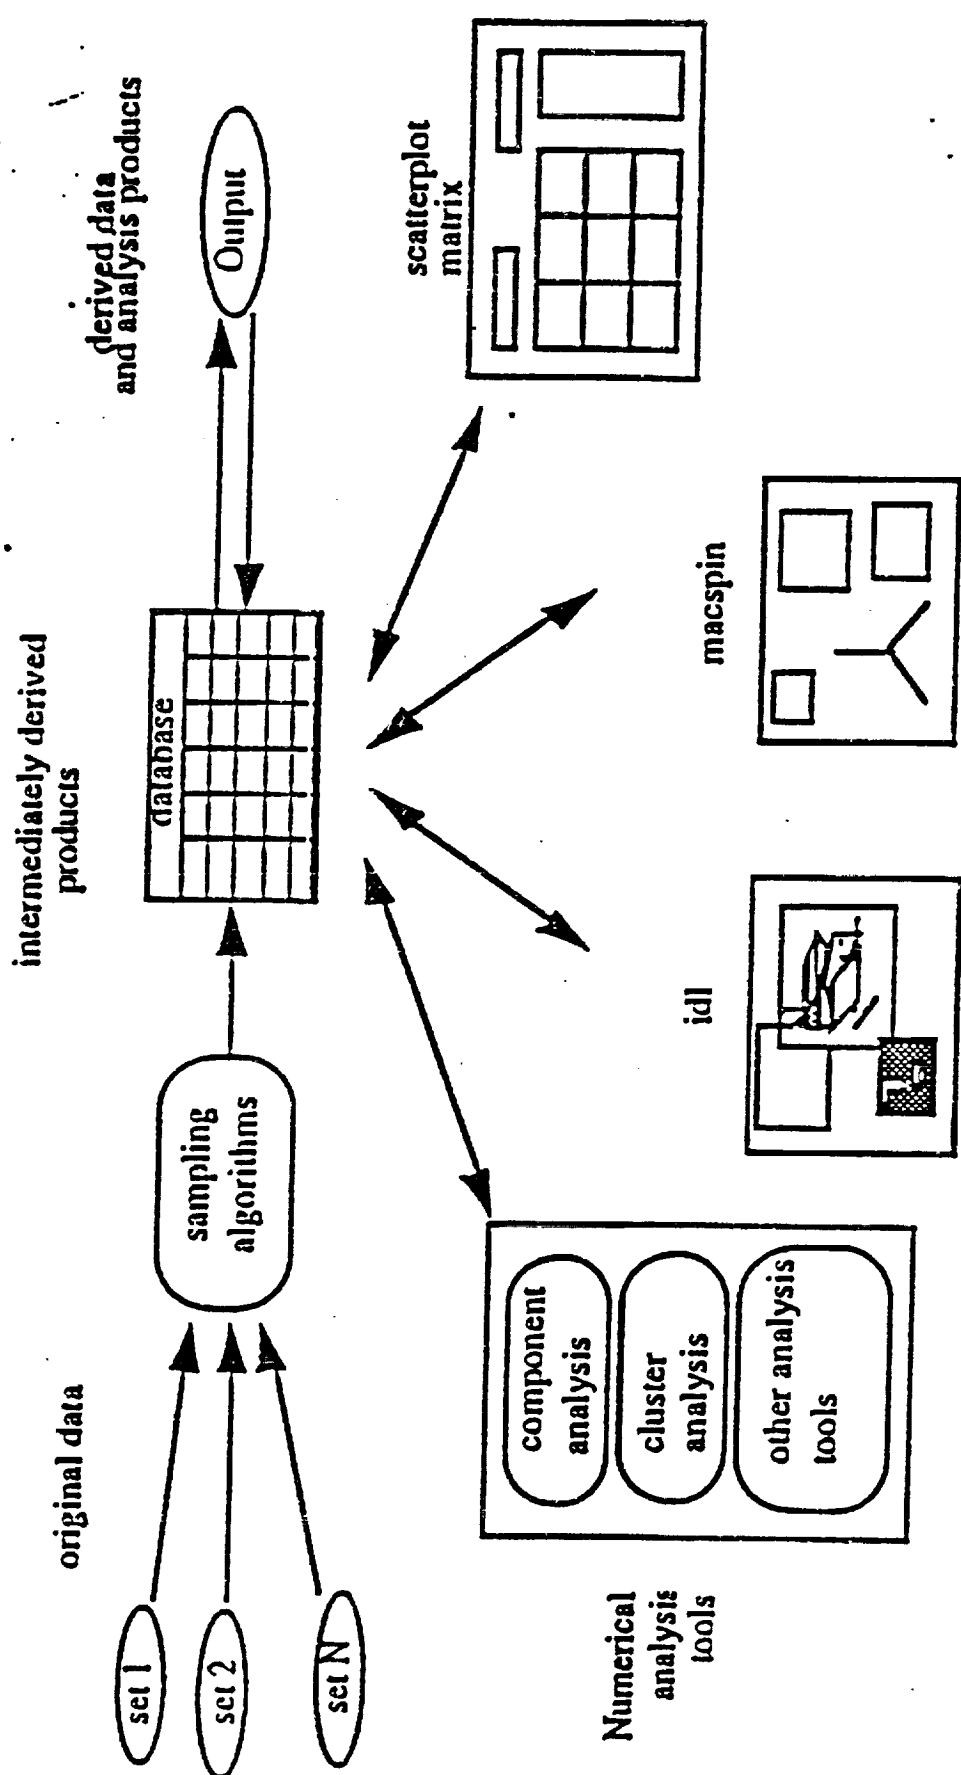 original data
intermediately derived
products
derived data
and analysis products
set 1
set 2
set N
sampling
algorithms
database
Output
Numerical
analysis
tools
component
analysis
cluster
analysis
other analysis
tools
idl
macspin
scatterplot
matrix